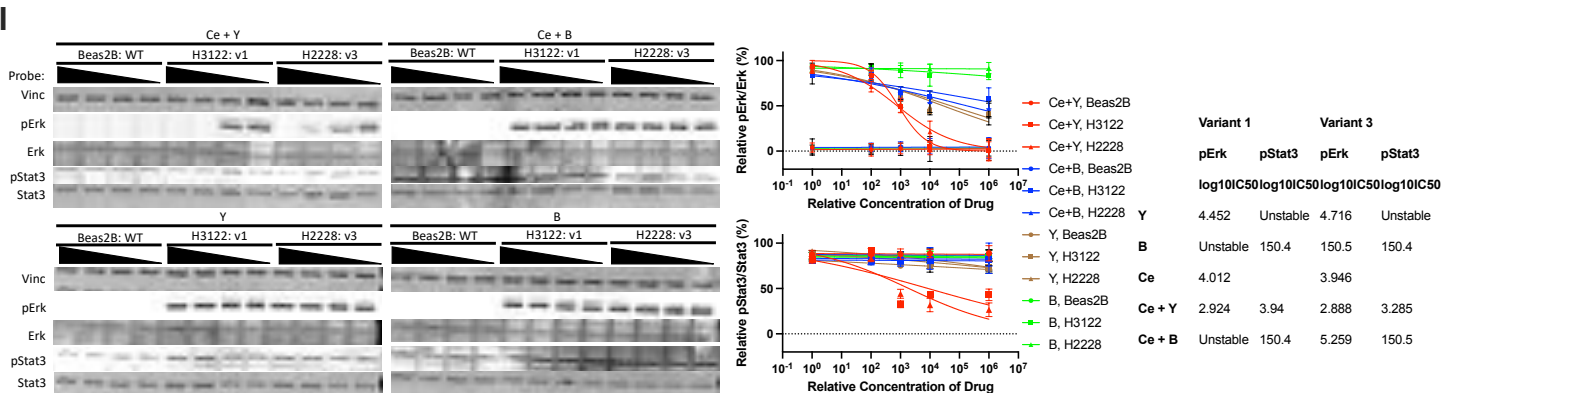 I
Ce + Y
Beas2B: WT H3122: v1 H2228: v3
Probe:
Vinc
pErk
Erk
pStat3
Stat3
Ce + B
Beas2B: WT H3122: v1 H2228: v3
Y
Beas2B: WT H3122: v1 H2228: v3
Vinc
pErk
Erk
pStat3
Stat3
B
Beas2B: WT H3122: v1 H2228: v3
Relative pErk/Erk (%)
100
50
0
10-1 100 101 102 103 104 105 106 107
Relative Concentration of Drug
Relative pStat3/Stat3 (%)
100
50
0
10-1 100 101 102 103 104 105 106 107
Relative Concentration of Drug
Ce+Y, Beas2B
Ce+Y, H3122
Ce+Y, H2228
Ce+B, Beas2B
Ce+B, H3122
Ce+B, H2228
Y, Beas2B
Y, H3122
Y, H2228
B, Beas2B
B, H3122
B, H2228
Variant 1 Variant 3
pErk pStat3 pErk pStat3
log10IC50 log10IC50 log10IC50 log10IC50
Y 4.452 Unstable 4.716 Unstable
B Unstable 150.4 150.5 150.4
Ce 4.012 3.946
Ce + Y 2.924 3.94 2.888 3.285
Ce + B Unstable 150.4 5.259 150.5